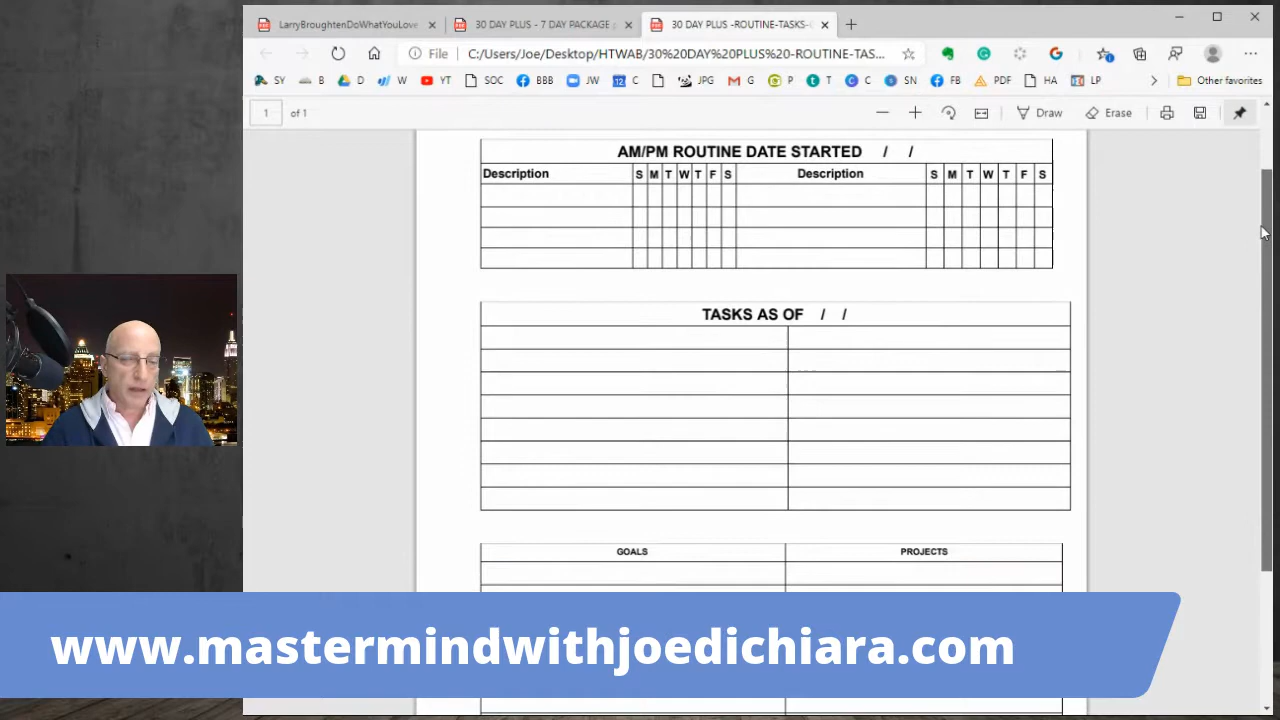 LarryBroughtenDoWhatYouLove
30 DAY PLUS - 7 DAY PACKAGE
30 DAY PLUS -ROUTINE-TASKS-
File
C:/Users/Joe/Desktop/HTWAB/30%20DAY%20PLUS%20-ROUTINE-TAS...
SY B D W YT SOC BBB JW C JPG G P T C SN FB PDF HA LP Other favorites
1 of 1
Draw Erase
AM/PM ROUTINE DATE STARTED / /
Description S M T W T F S Description S M T W T F S
TASKS AS OF / /
GOALS PROJECTS
www.mastermindwithjoedichiara.com